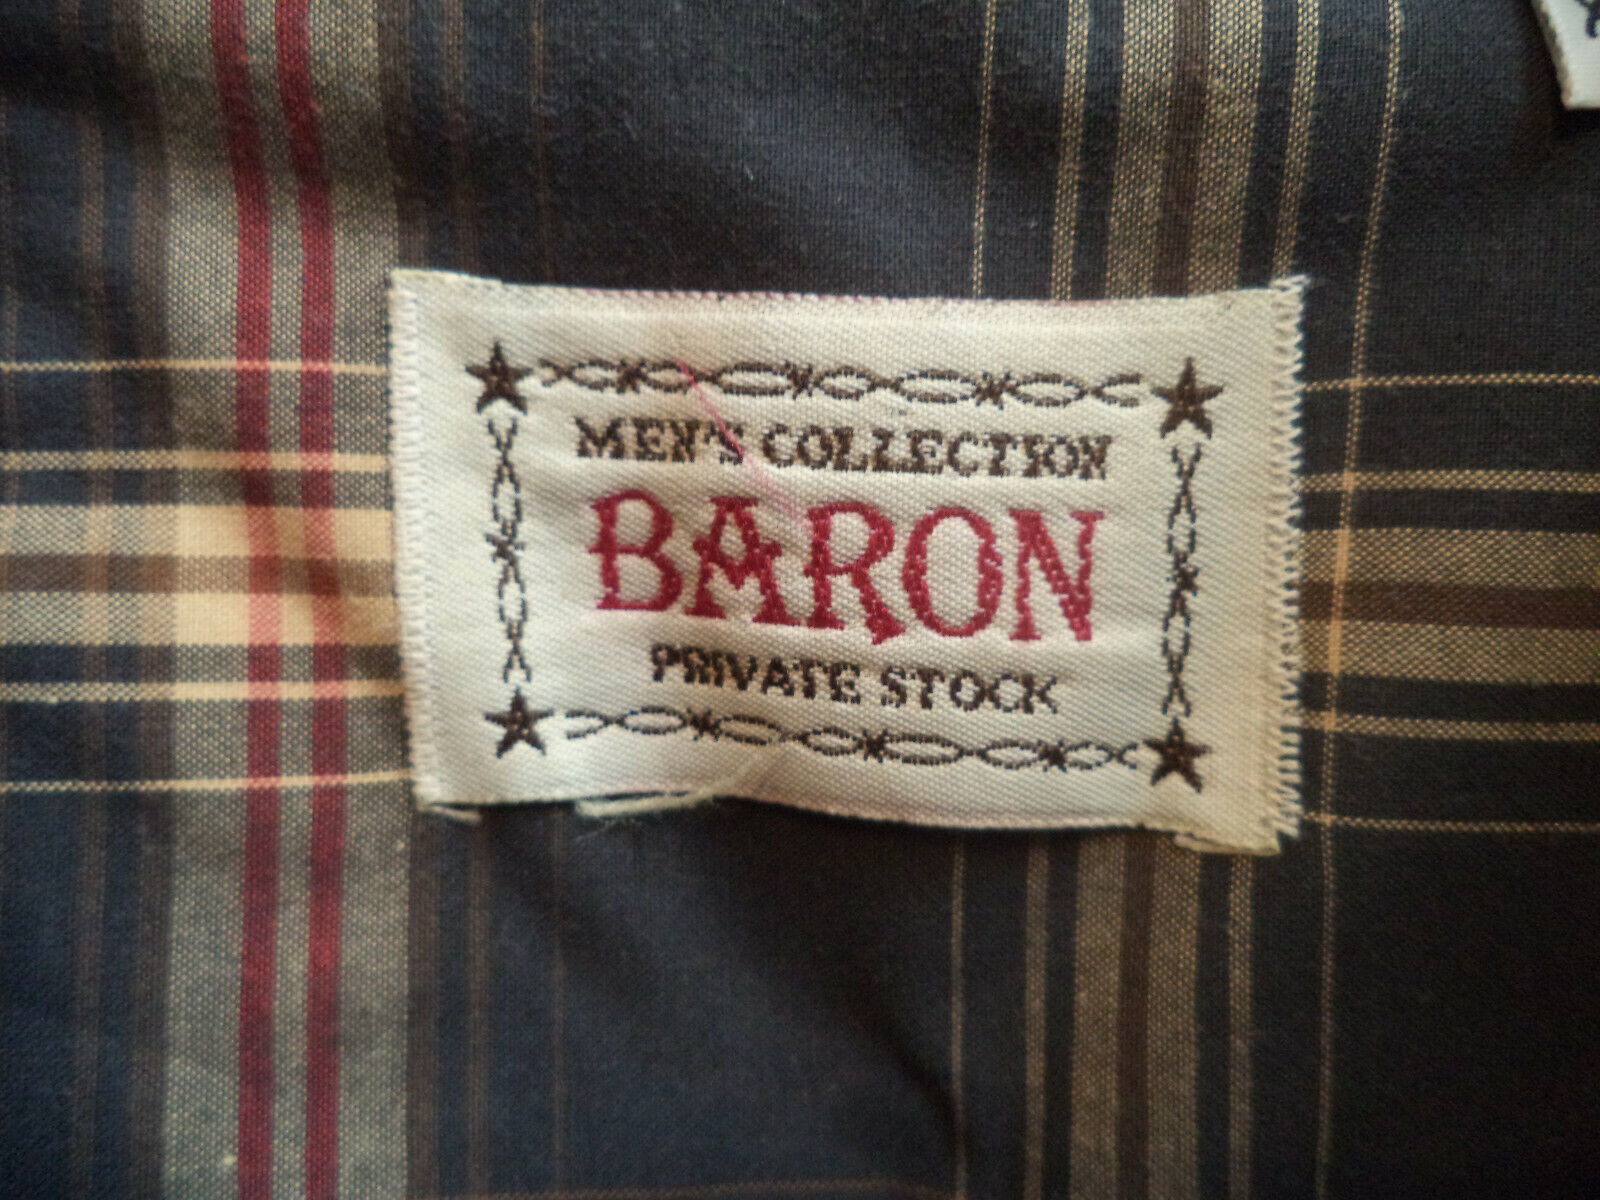 MEN'S COLLECTION
BARON
PRIVATE STOCK